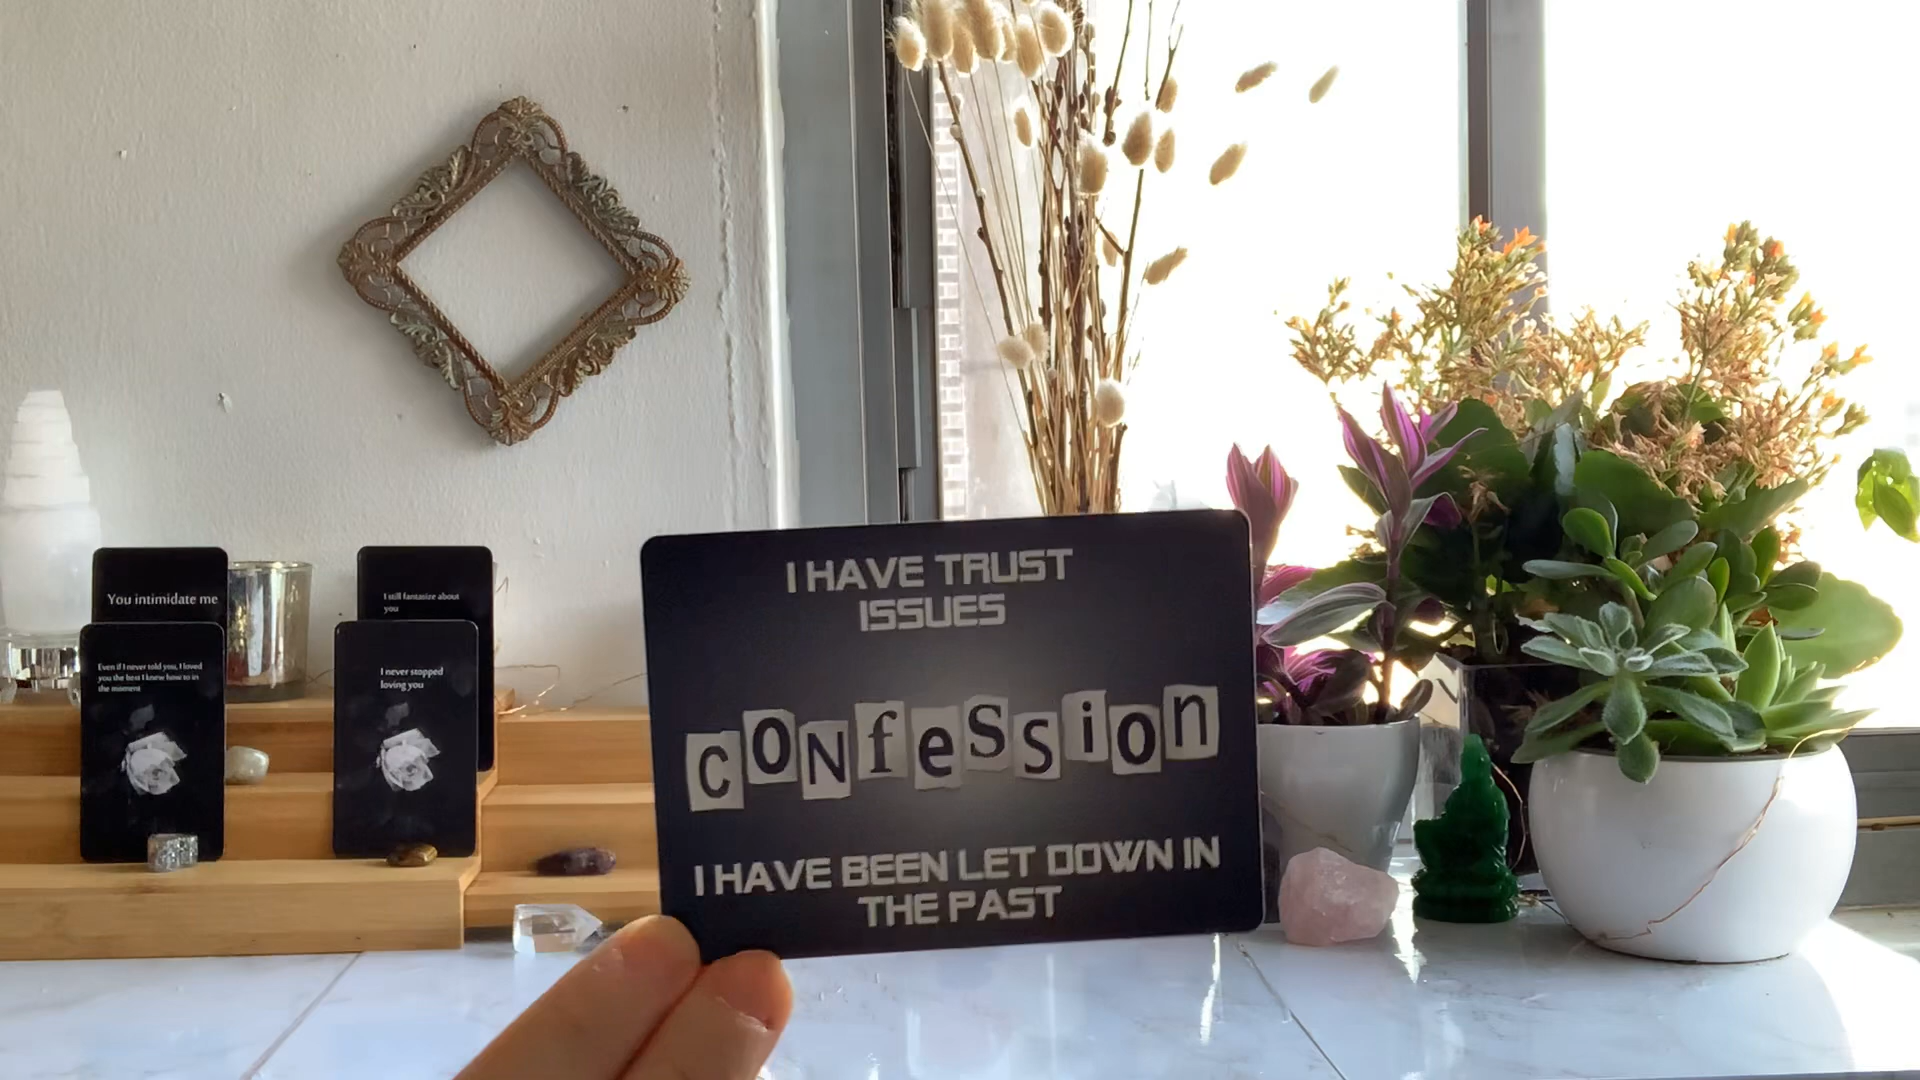 You intimidate me
I still fantasize about
you
Even if I never told you, I loved
you the best I knew how to in
the moment
I never stopped
loving you
I HAVE TRUST
ISSUES
CONfESSion
I HAVE BEEN LET DOWN IN
THE PAST